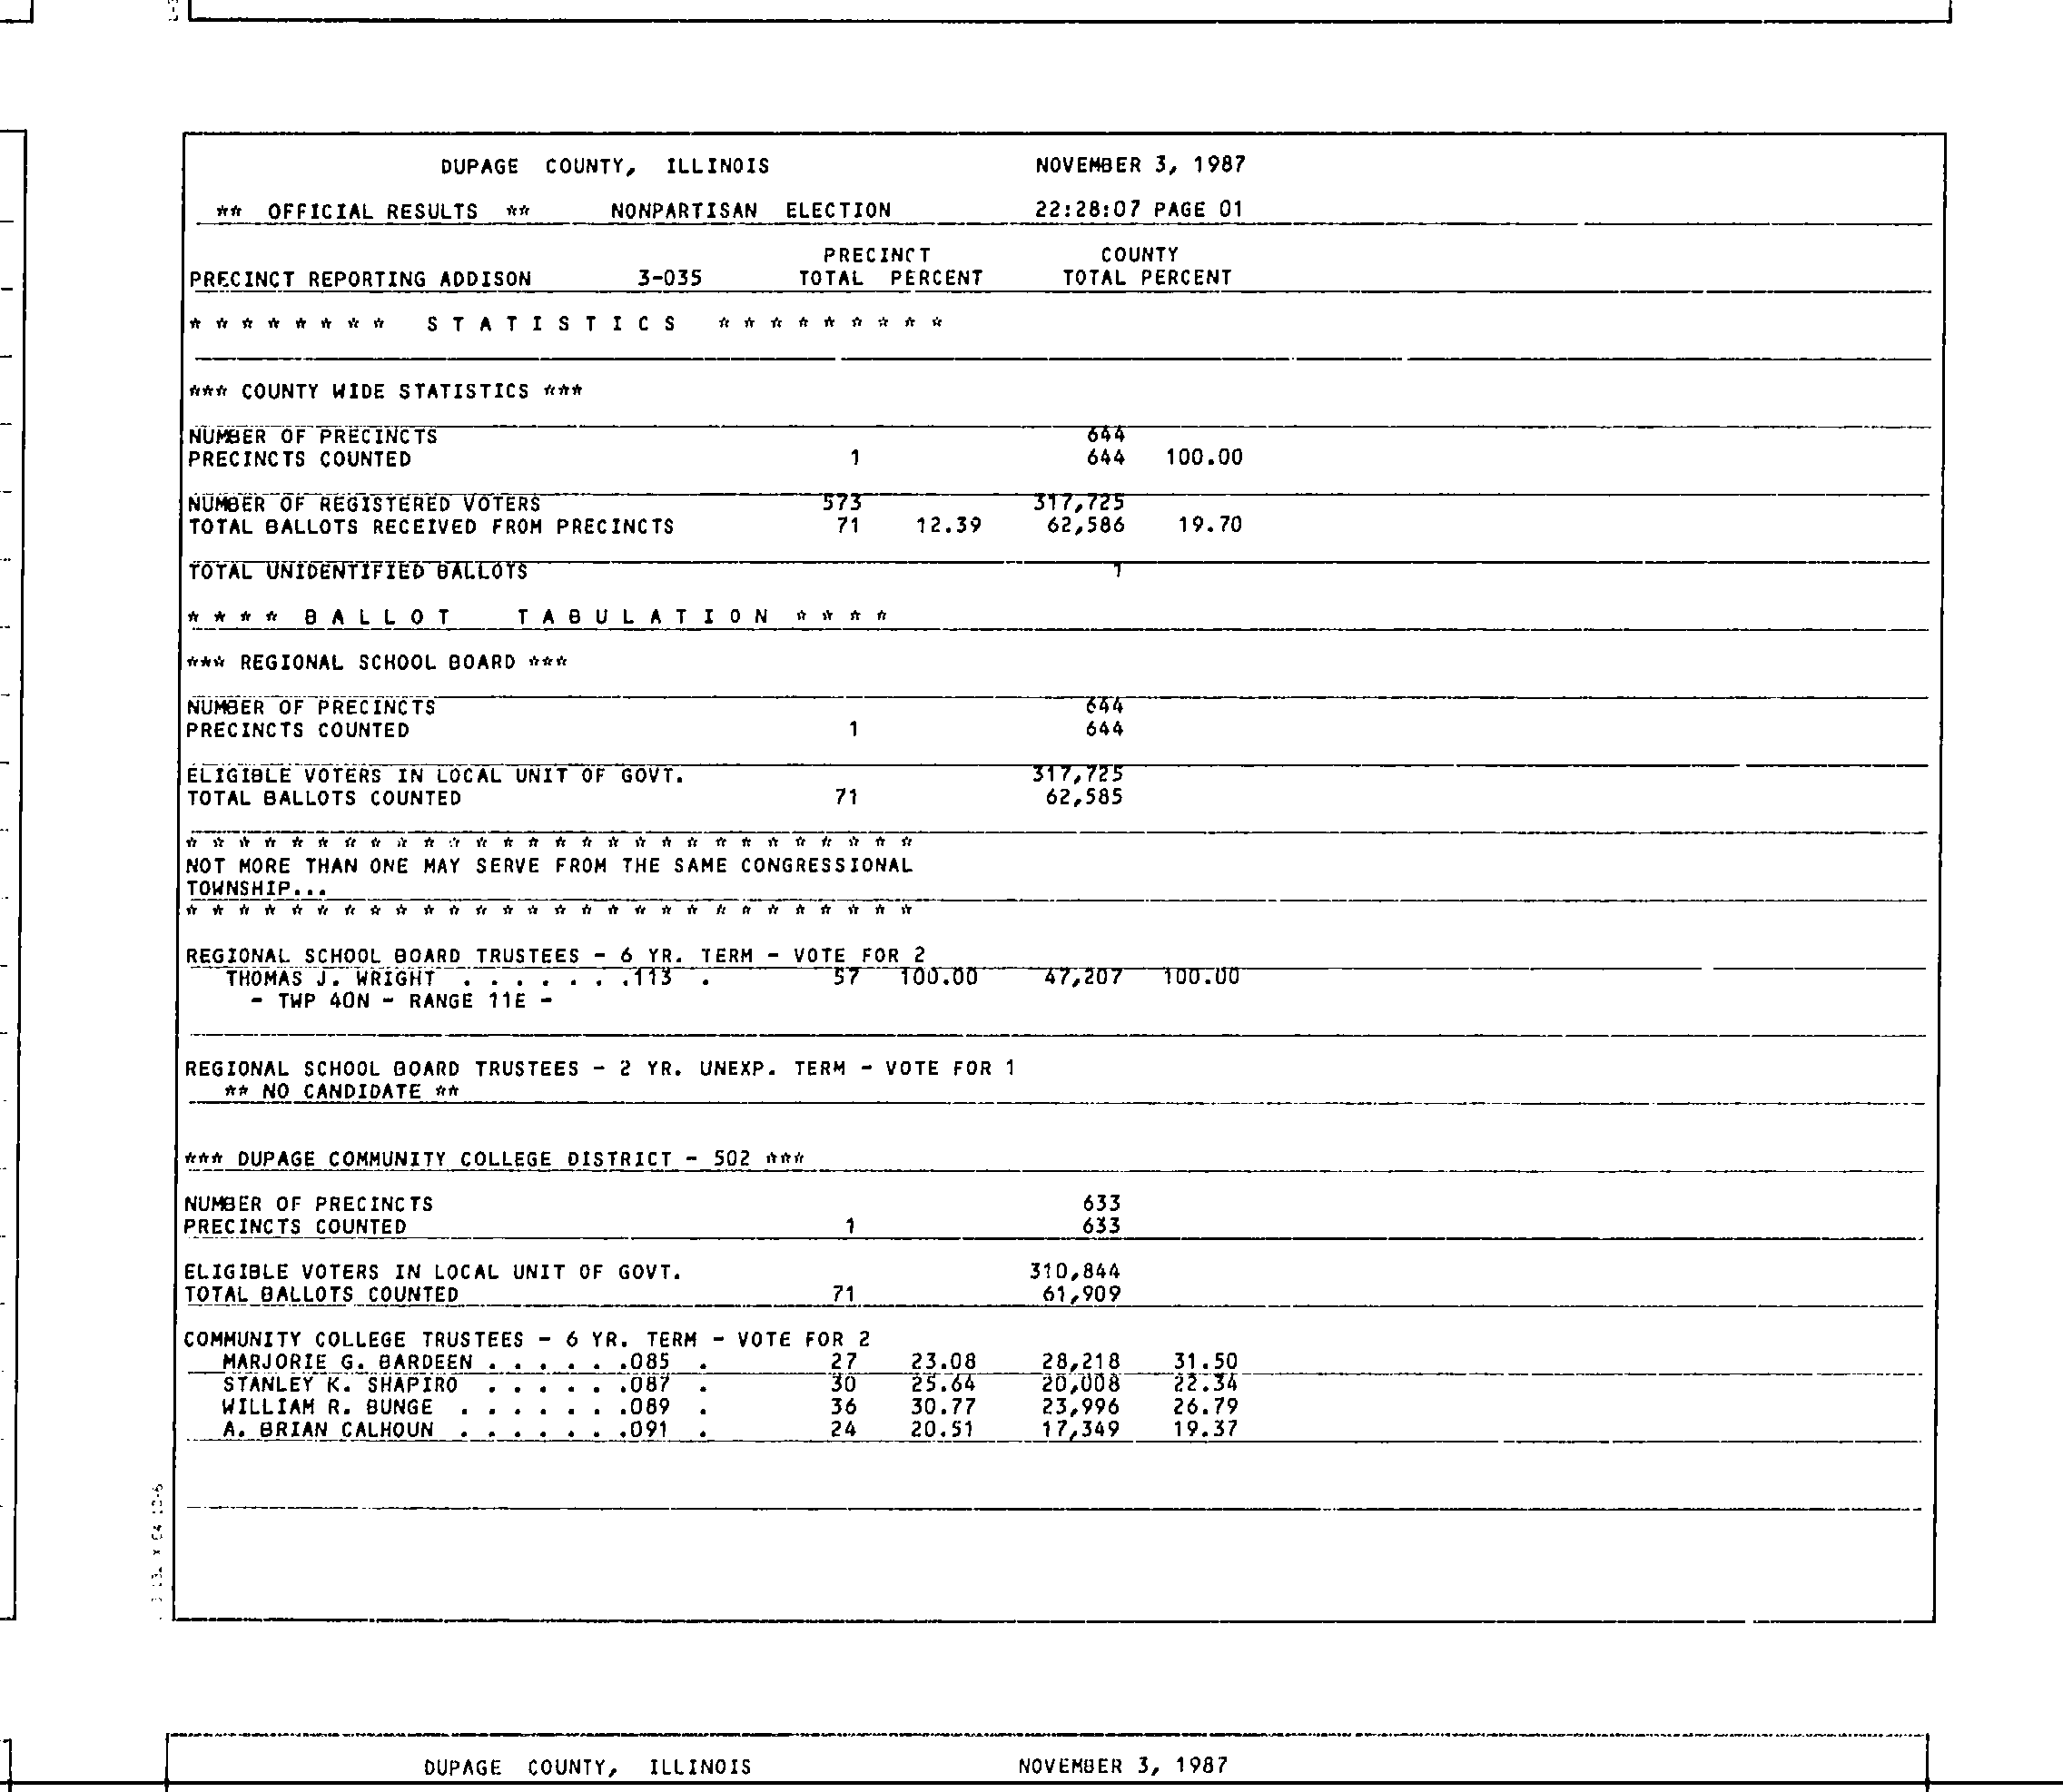 DUPAGE COUNTY, ILLINOIS NOVEMBER 3, 1987
** OFFICIAL RESULTS ** NONPARTISAN ELECTION 22:28:07 PAGE 01
PRECINCT COUNTY
PRECINCT REPORTING ADDISON 3-035 TOTAL PERCENT TOTAL PERCENT
* * * * * * * * S T A T I S T I C S * * * * * * * * *
*** COUNTY WIDE STATISTICS ***
NUMBER OF PRECINCTS 644
PRECINCTS COUNTED 1 644 100.00
NUMBER OF REGISTERED VOTERS 573 317,725
TOTAL BALLOTS RECEIVED FROM PRECINCTS 71 12.39 62,586 19.70
TOTAL UNIDENTIFIED BALLOTS 1
* * * * B A L L O T T A B U L A T I O N * * * *
*** REGIONAL SCHOOL BOARD ***
NUMBER OF PRECINCTS 644
PRECINCTS COUNTED 1 644
ELIGIBLE VOTERS IN LOCAL UNIT OF GOVT. 317,725
TOTAL BALLOTS COUNTED 71 62,585
* * * * * * * * * * * * * * * * * * * * * * * * * * * *
NOT MORE THAN ONE MAY SERVE FROM THE SAME CONGRESSIONAL
TOWNSHIP...
* * * * * * * * * * * * * * * * * * * * * * * * * * * *
REGIONAL SCHOOL BOARD TRUSTEES - 6 YR. TERM - VOTE FOR 2
THOMAS J. WRIGHT . . . . . . .113 . 57 100.00 47,207 100.00
- TWP 40N - RANGE 11E -
REGIONAL SCHOOL BOARD TRUSTEES - 2 YR. UNEXP. TERM - VOTE FOR 1
** NO CANDIDATE **
*** DUPAGE COMMUNITY COLLEGE DISTRICT - 502 ***
NUMBER OF PRECINCTS 633
PRECINCTS COUNTED 1 633
ELIGIBLE VOTERS IN LOCAL UNIT OF GOVT. 310,844
TOTAL BALLOTS COUNTED 71 61,909
COMMUNITY COLLEGE TRUSTEES - 6 YR. TERM - VOTE FOR 2
MARJORIE G. BARDEEN . . . . . .085 . 27 23.08 28,218 31.50
STANLEY K. SHAPIRO . . . . . .087 . 30 25.64 20,008 22.34
WILLIAM R. BUNGE . . . . . . .089 . 36 30.77 23,996 26.79
A. BRIAN CALHOUN . . . . . . .091 . 24 20.51 17,349 19.37
DUPAGE COUNTY, ILLINOIS NOVEMBER 3, 1987